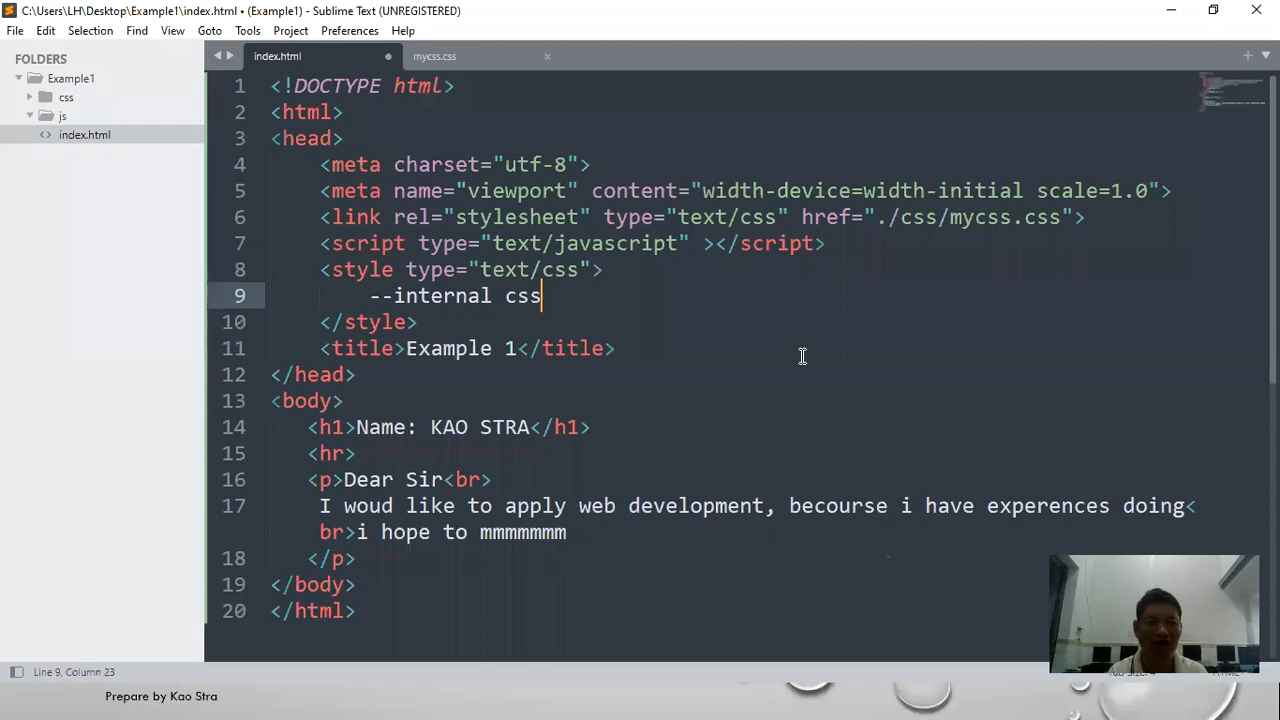 C:\Users\LH\Desktop\Example1\index.html • (Example1) - Sublime Text (UNREGISTERED)
File Edit Selection Find View Goto Tools Project Preferences Help
FOLDERS
Example1
css
js
index.html
index.html mycss.css
1 <!DOCTYPE html>
2 <html>
3 <head>
4 <meta charset="utf-8">
5 <meta name="viewport" content="width-device=width-initial scale=1.0">
6 <link rel="stylesheet" type="text/css" href="./css/mycss.css">
7 <script type="text/javascript" ></script>
8 <style type="text/css">
9 --internal css
10 </style>
11 <title>Example 1</title>
12 </head>
13 <body>
14 <h1>Name: KAO STRA</h1>
15 <hr>
16 <p>Dear Sir<br>
17 I woud like to apply web development, becourse i have experences doing<
br>i hope to mmmmmmm
18 </p>
19 </body>
20 </html>
Line 9, Column 23
Prepare by Kao Stra